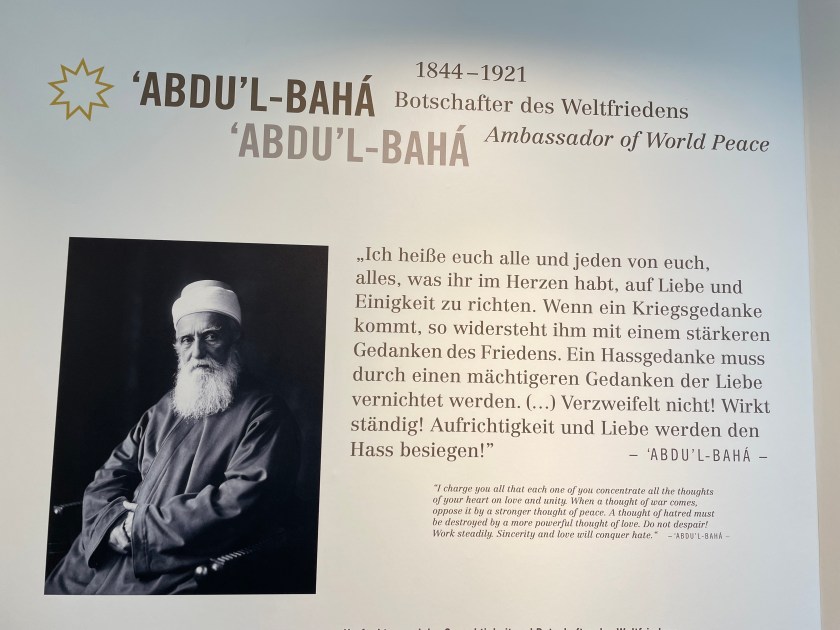 1844–1921
‘ABDU’L-BAHÁ
Botschafter des Weltfriedens
‘ABDU’L-BAHÁ
Ambassador of World Peace
„Ich heiße euch alle und jeden von euch,
alles, was ihr im Herzen habt, auf Liebe und
Einigkeit zu richten. Wenn ein Kriegsgedanke
kommt, so widersteht ihm mit einem stärkeren
Gedanken des Friedens. Ein Hassgedanke muss
durch einen mächtigeren Gedanken der Liebe
vernichtet werden. (...) Verzweifelt nicht! Wirkt
ständig! Aufrichtigkeit und Liebe werden den
Hass besiegen!” – ‘ABDU’L-BAHÁ –
“I charge you all that each one of you concentrate all the thoughts
of your heart on love and unity. When a thought of war comes,
oppose it by a stronger thought of peace. A thought of hatred must
be destroyed by a more powerful thought of love. Do not despair!
Work steadily. Sincerity and love will conquer hate.” – ‘ABDU’L-BAHÁ –